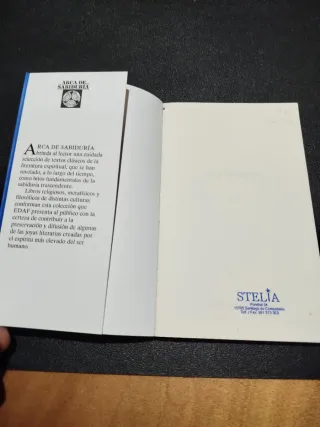 ARCA DE
SABIDURÍA
ARCA DE SABIDURÍA
brinda al lector una cuidada
selección de textos clásicos de la
literatura espiritual, que se han
revelado, a lo largo del tiempo,
como hitos fundamentales de la
sabiduría trascendente.
Libros religiosos, metafísicos y
filosóficos de distintas culturas
conforman esta colección que
EDAF presenta al público con la
certeza de contribuir a la
preservación y difusión de algunas
de las joyas literarias creadas por
el espíritu más elevado del ser
humano.
STELIA
Santiago de Compostela